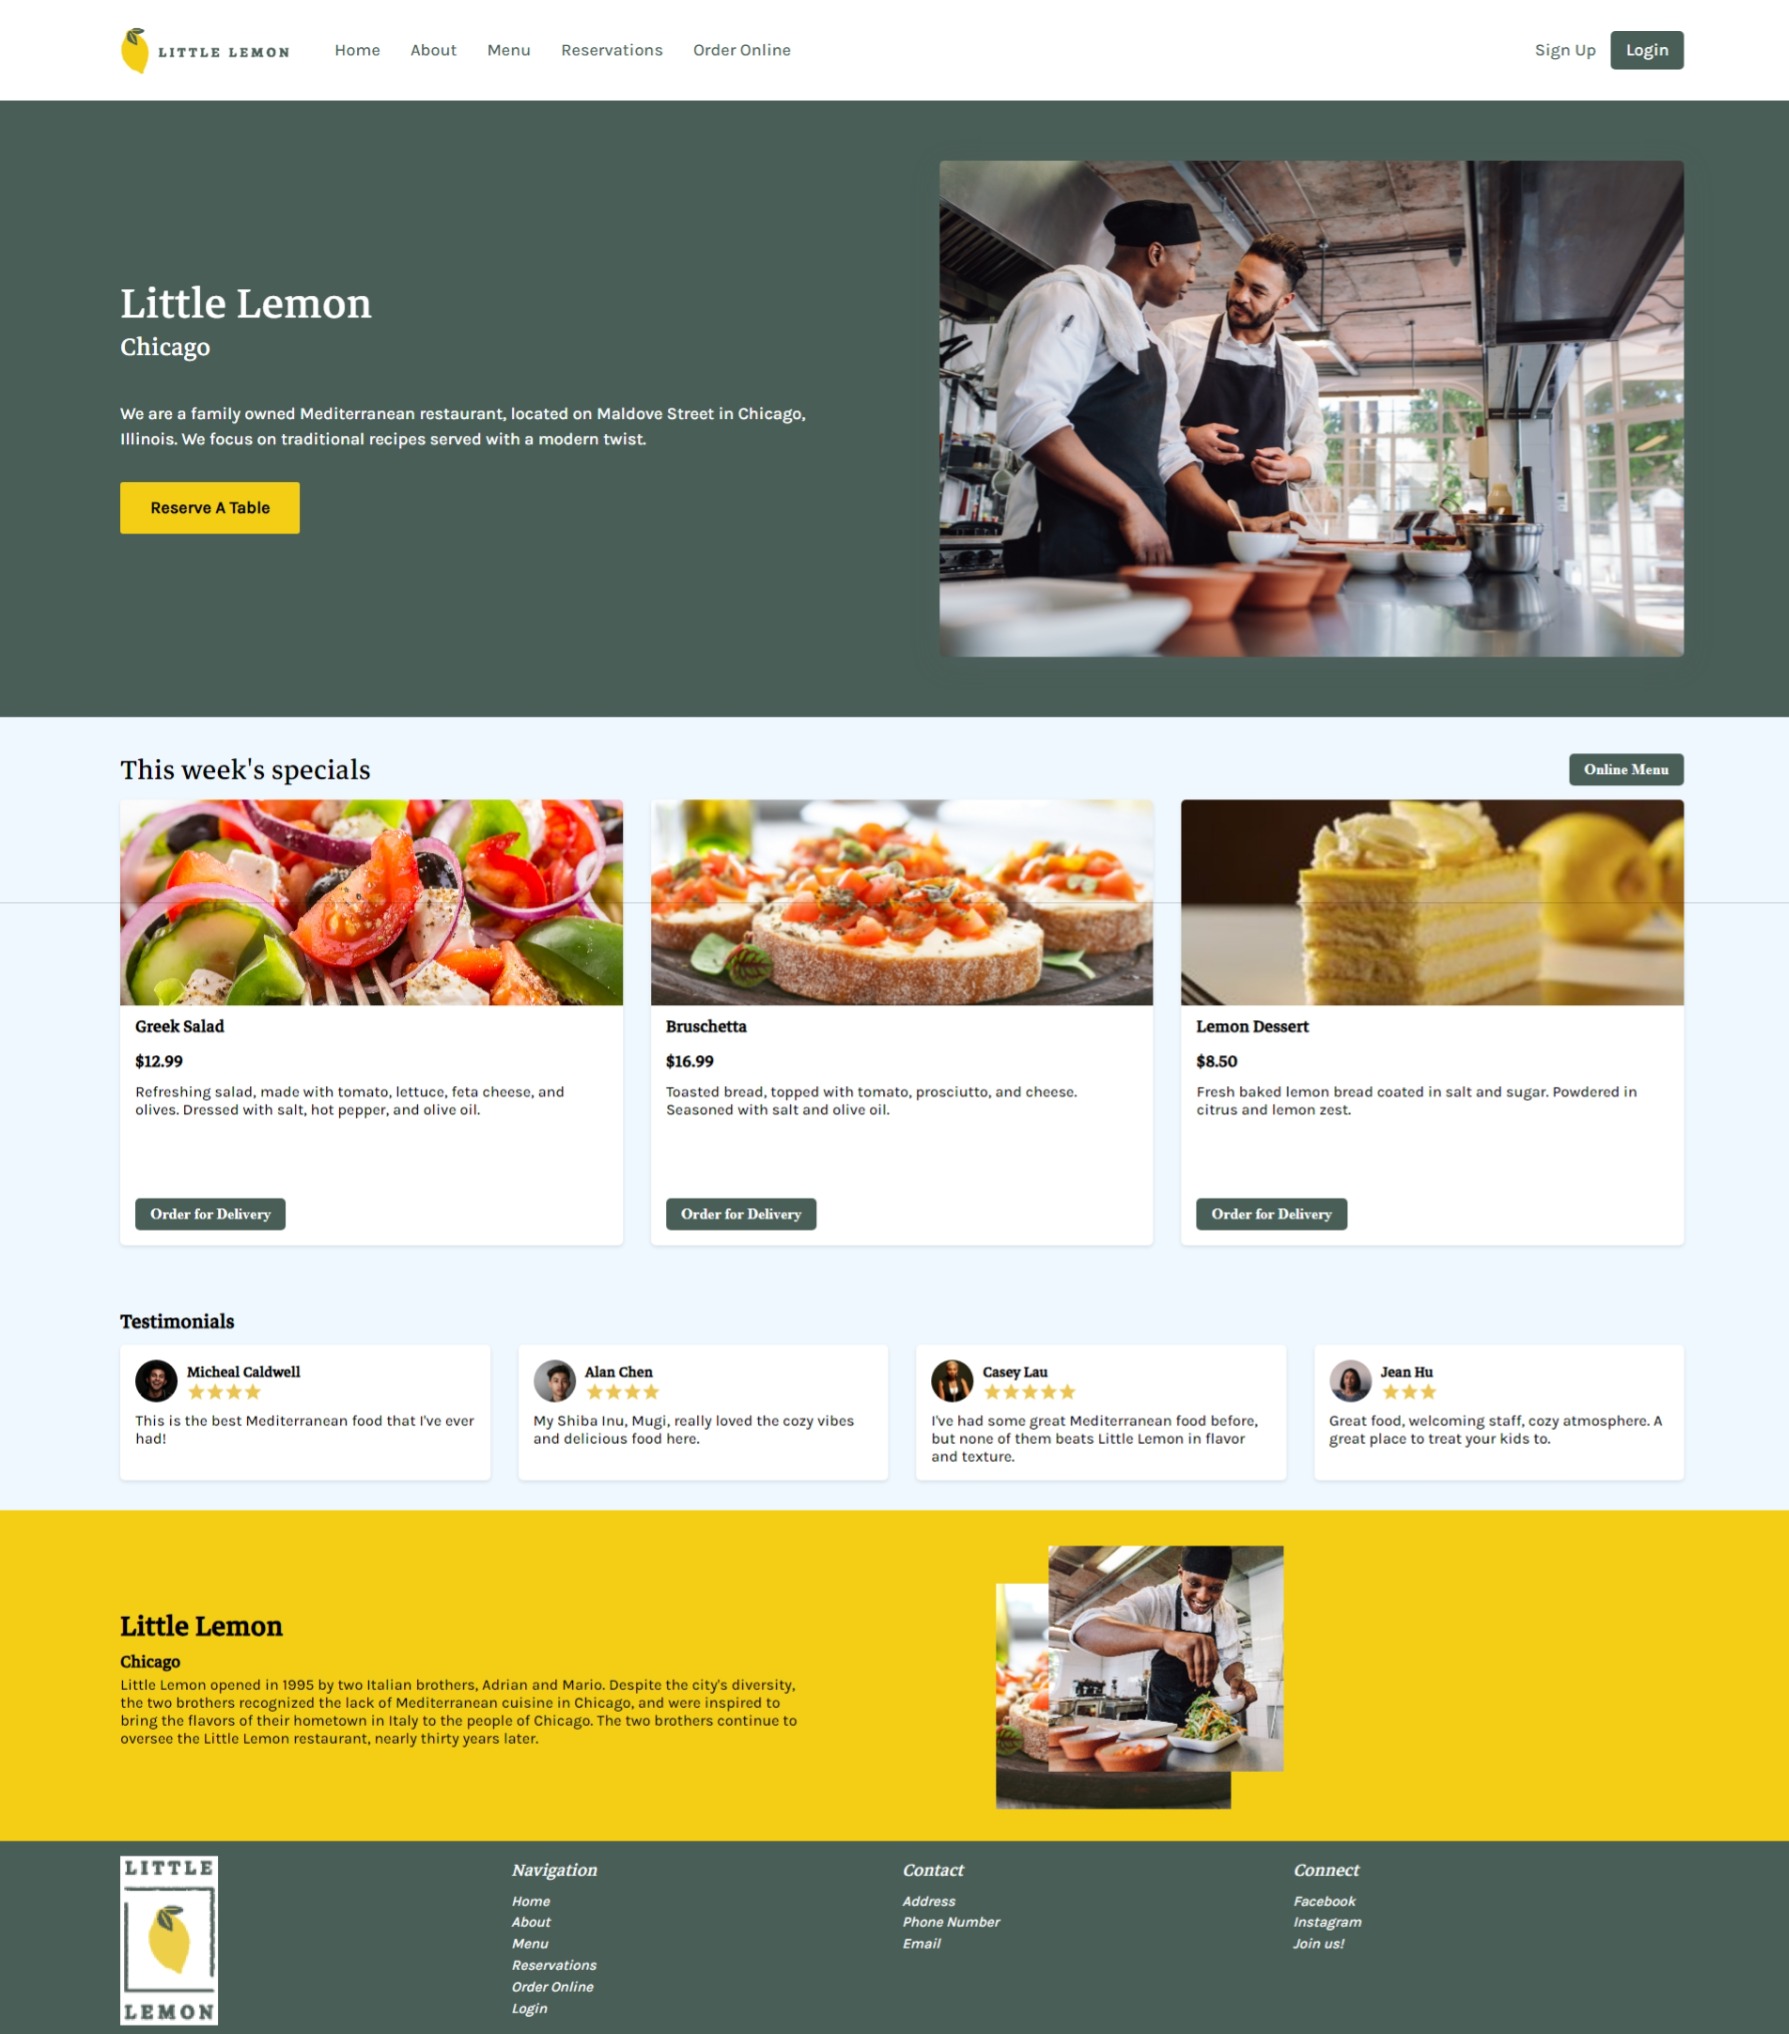 LITTLE LEMON
Home
About
Menu
Reservations
Order Online
Sign Up
Login
Little Lemon
Chicago
We are a family owned Mediterranean restaurant, located on Maldove Street in Chicago,
Illinois. We focus on traditional recipes served with a modern twist.
Reserve A Table
This week's specials
Online Menu
Greek Salad
$12.99
Refreshing salad, made with tomato, lettuce, feta cheese, and
olives. Dressed with salt, hot pepper, and olive oil.
Order for Delivery
Bruschetta
$16.99
Toasted bread, topped with tomato, prosciutto, and cheese.
Seasoned with salt and olive oil.
Order for Delivery
Lemon Dessert
$8.50
Fresh baked lemon bread coated in salt and sugar. Powdered in
citrus and lemon zest.
Order for Delivery
Testimonials
Micheal Caldwell
This is the best Mediterranean food that I've ever
had!
Alan Chen
My Shiba Inu, Mugi, really loved the cozy vibes
and delicious food here.
Casey Lau
I've had some great Mediterranean food before,
but none of them beats Little Lemon in flavor
and texture.
Jean Hu
Great food, welcoming staff, cozy atmosphere. A
great place to treat your kids to.
Little Lemon
Chicago
Little Lemon opened in 1995 by two Italian brothers, Adrian and Mario. Despite the city's diversity,
the two brothers recognized the lack of Mediterranean cuisine in Chicago, and were inspired to
bring the flavors of their hometown in Italy to the people of Chicago. The two brothers continue to
oversee the Little Lemon restaurant, nearly thirty years later.
LITTLE
LEMON
Navigation
Home
About
Menu
Reservations
Order Online
Login
Contact
Address
Phone Number
Email
Connect
Facebook
Instagram
Join us!